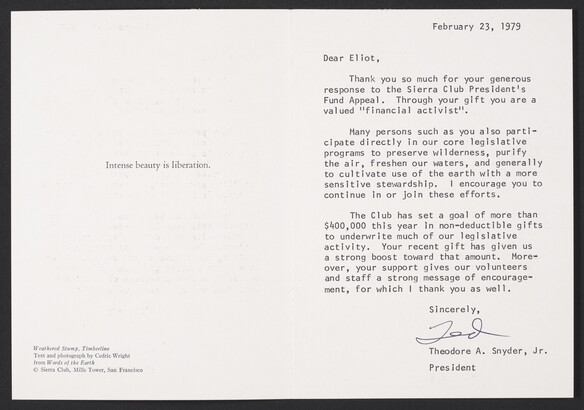 Intense beauty is liberation.
Weathered Stump, Timberline
Text and photograph by Cedric Wright
from Words of the Earth
© Sierra Club, Mills Tower, San Francisco
February 23, 1979
Dear Eliot,
Thank you so much for your generous
response to the Sierra Club President's
Fund Appeal. Through your gift you are a
valued "financial activist".
Many persons such as you also parti-
cipate directly in our core legislative
programs to preserve wilderness, purify
the air, freshen our waters, and generally
to cultivate use of the earth with a more
sensitive stewardship. I encourage you to
continue in or join these efforts.
The Club has set a goal of more than
$400,000 this year in non-deductible gifts
to underwrite much of our legislative
activity. Your recent gift has given us
a strong boost toward that amount. More-
over, your support gives our volunteers
and staff a strong message of encourage-
ment, for which I thank you as well.
Sincerely,
Ted
Theodore A. Snyder, Jr.
President